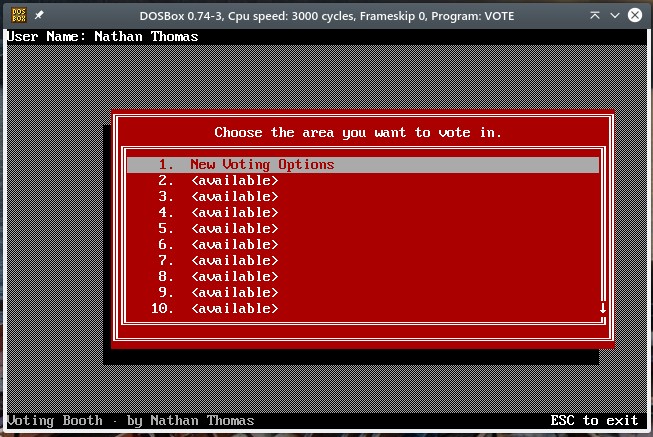 DOS BOX
DOSBox 0.74-3, Cpu speed: 3000 cycles, Frameskip 0, Program: VOTE
User Name: Nathan Thomas
Choose the area you want to vote in.
1. New Voting Options
2. <available>
3. <available>
4. <available>
5. <available>
6. <available>
7. <available>
8. <available>
9. <available>
10. <available>
Voting Booth - by Nathan Thomas ESC to exit